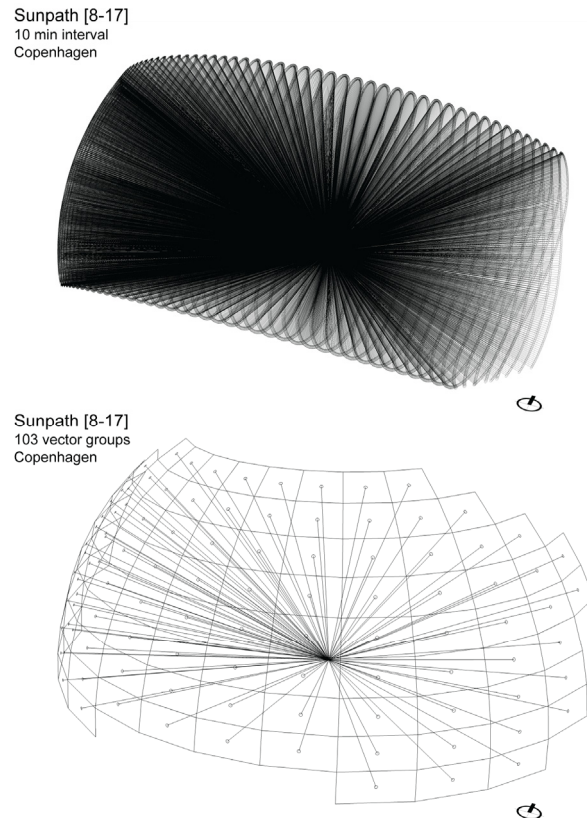 Sunpath [8-17]
10 min interval
Copenhagen
Sunpath [8-17]
103 vector groups
Copenhagen